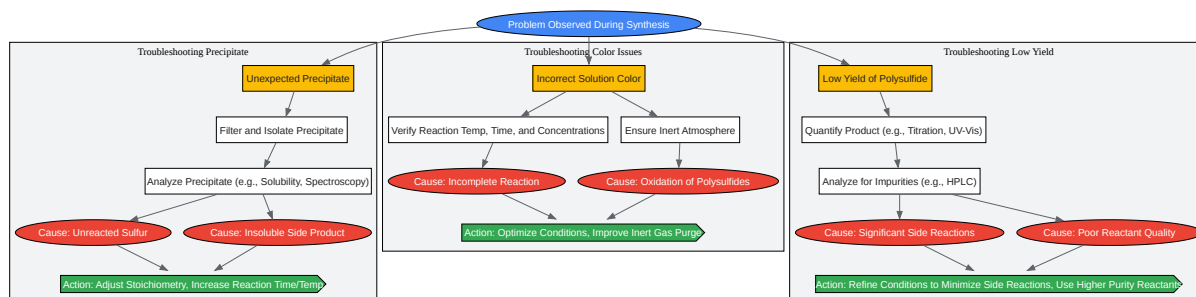 Problem Observed During Synthesis
Troubleshooting Precipitate
Unexpected Precipitate
Filter and Isolate Precipitate
Analyze Precipitate (e.g., Solubility, Spectroscopy)
Cause: Unreacted Sulfur
Cause: Insoluble Side Product
Action: Adjust Stoichiometry, Increase Reaction Time/Temp
Troubleshooting Color Issues
Incorrect Solution Color
Verify Reaction Temp, Time, and Concentrations
Ensure Inert Atmosphere
Cause: Incomplete Reaction
Cause: Oxidation of Polysulfides
Action: Optimize Conditions, Improve Inert Gas Purge
Troubleshooting Low Yield
Low Yield of Polysulfide
Quantify Product (e.g., Titration, UV-Vis)
Analyze for Impurities (e.g., HPLC)
Cause: Significant Side Reactions
Cause: Poor Reactant Quality
Action: Refine Conditions to Minimize Side Reactions, Use Higher Purity Reactants